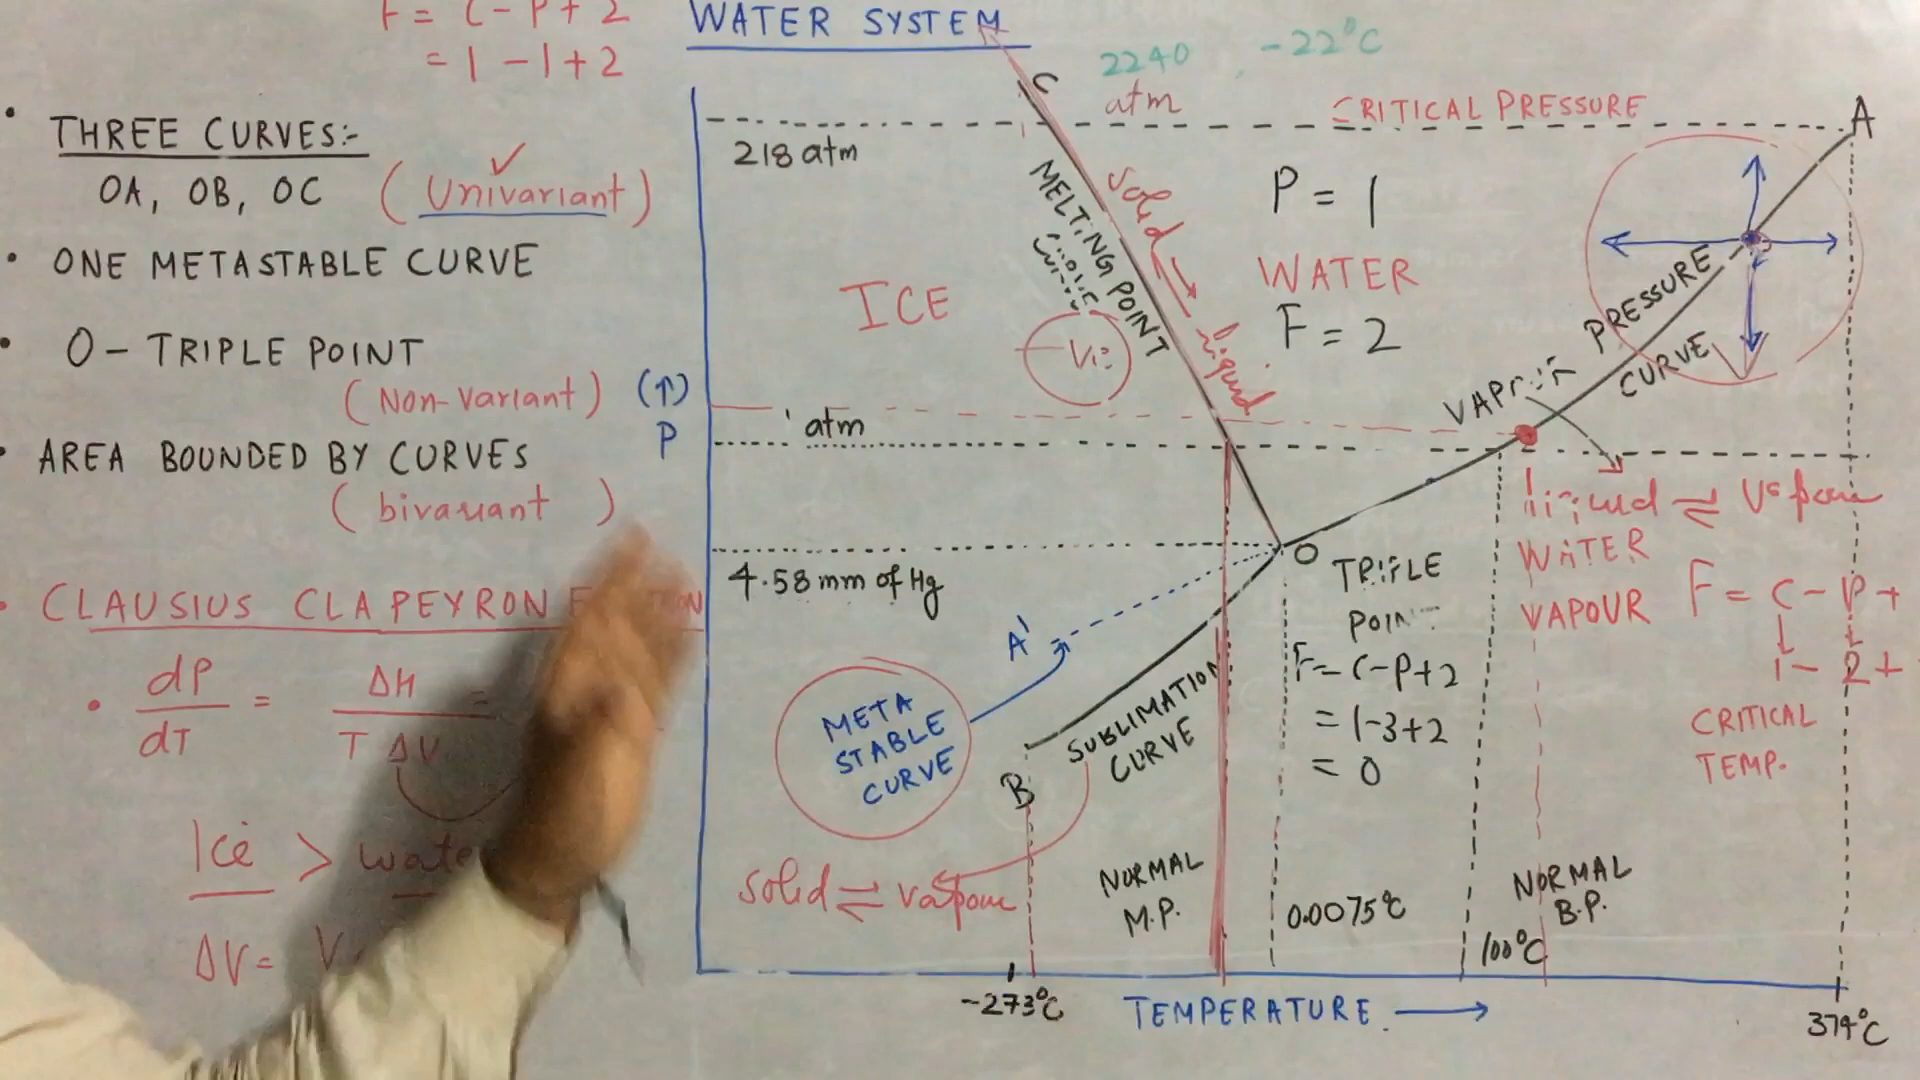 F = C - P + 2
= 1 - 1 + 2
THREE CURVES:-
OA, OB, OC (Univariant)
ONE METASTABLE CURVE
O - TRIPLE POINT
(Non-Variant)
AREA BOUNDED BY CURVES
(bivariant)
CLAUSIUS CLAPEYRON
dP/dT = ΔH/TΔV =
Ice > wate
ΔV = V
WATER SYSTEM
2240 , -22°C
atm
C
CRITICAL PRESSURE
A
218 atm
P = 1
WATER
F = 2
ICE
MELTING POINT
solid → liquid
VAPOUR PRESSURE
CURVE
(↑)
P
atm
liquid ⇌ Vapour
WATER
VAPOUR
F = C - P +
1 - 2 +
4.58 mm of Hg
O
TRIPLE
POINT
F = C - P + 2
= 1 - 3 + 2
= 0
A'
META
STABLE
CURVE
B
SUBLIMATION
CURVE
CRITICAL
TEMP.
solid ⇌ vapour
NORMAL
M.P.
0.0075°C
NORMAL
B.P.
100°C
-273°C
TEMPERATURE →
374°C